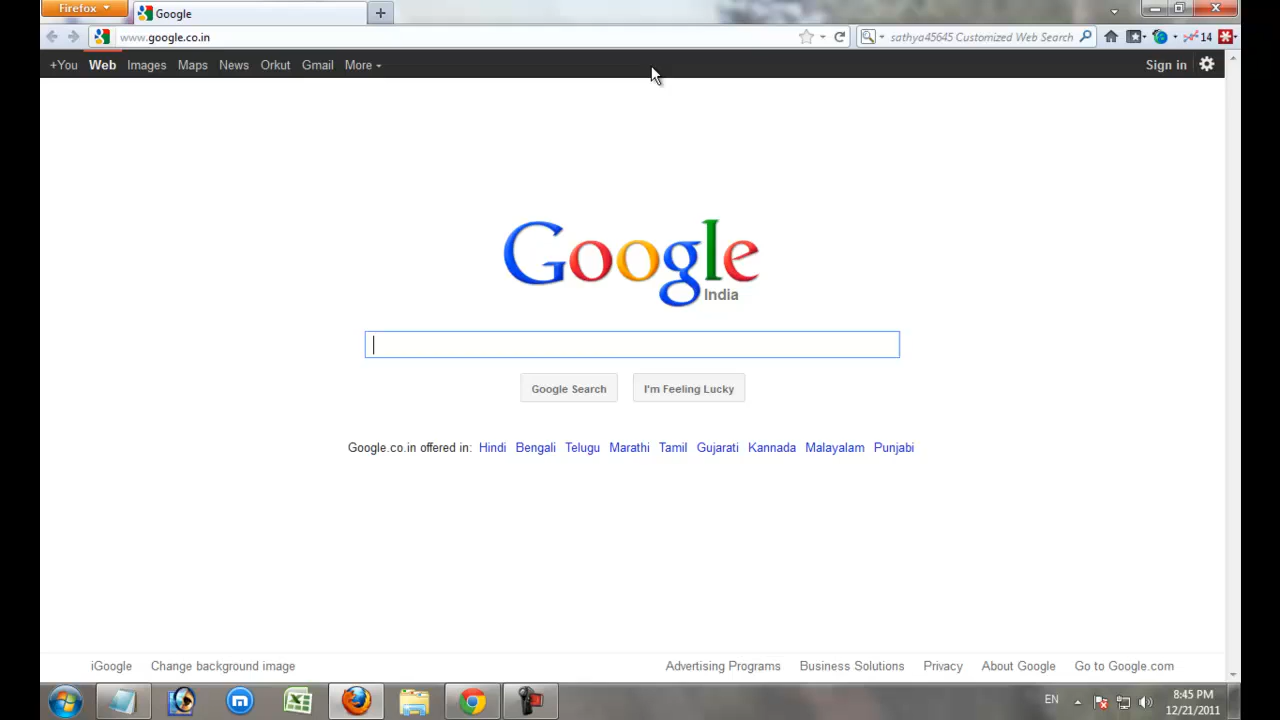 Firefox
Google
www.google.co.in
sathya45645 Customized Web Search
14
+You Web Images Maps News Orkut Gmail More
Sign in
Google
India
Google Search I'm Feeling Lucky
Google.co.in offered in: Hindi Bengali Telugu Marathi Tamil Gujarati Kannada Malayalam Punjabi
iGoogle Change background image Advertising Programs Business Solutions Privacy About Google Go to Google.com
EN
8:45 PM
12/21/2011